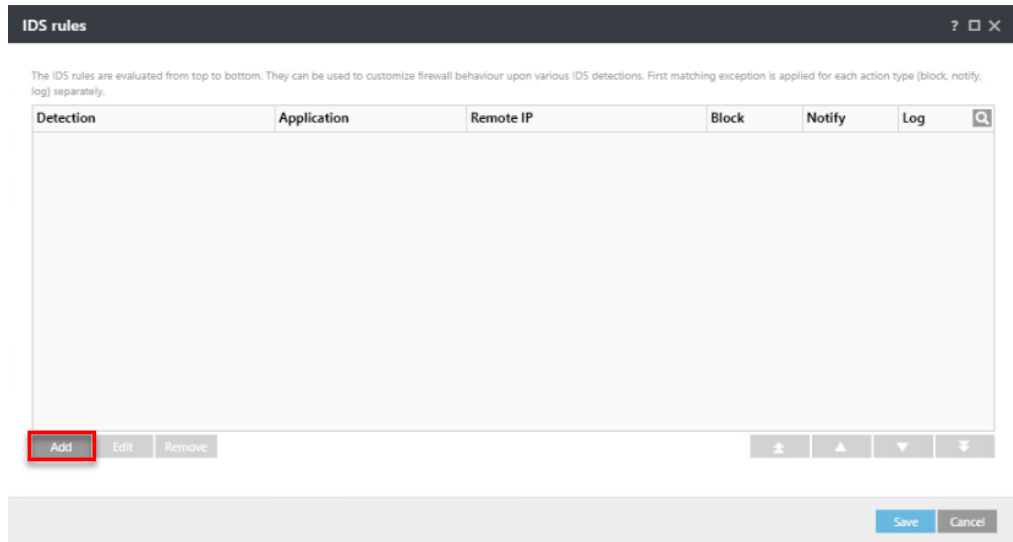 IDS rules ?
The IDS rules are evaluated from top to bottom. They can be used to customize firewall behaviour upon various IDS detections. First matching exception is applied for each action type (block, notify,
log) separately.
Detection Application Remote IP Block Notify Log
Add Edit Remove
Save Cancel